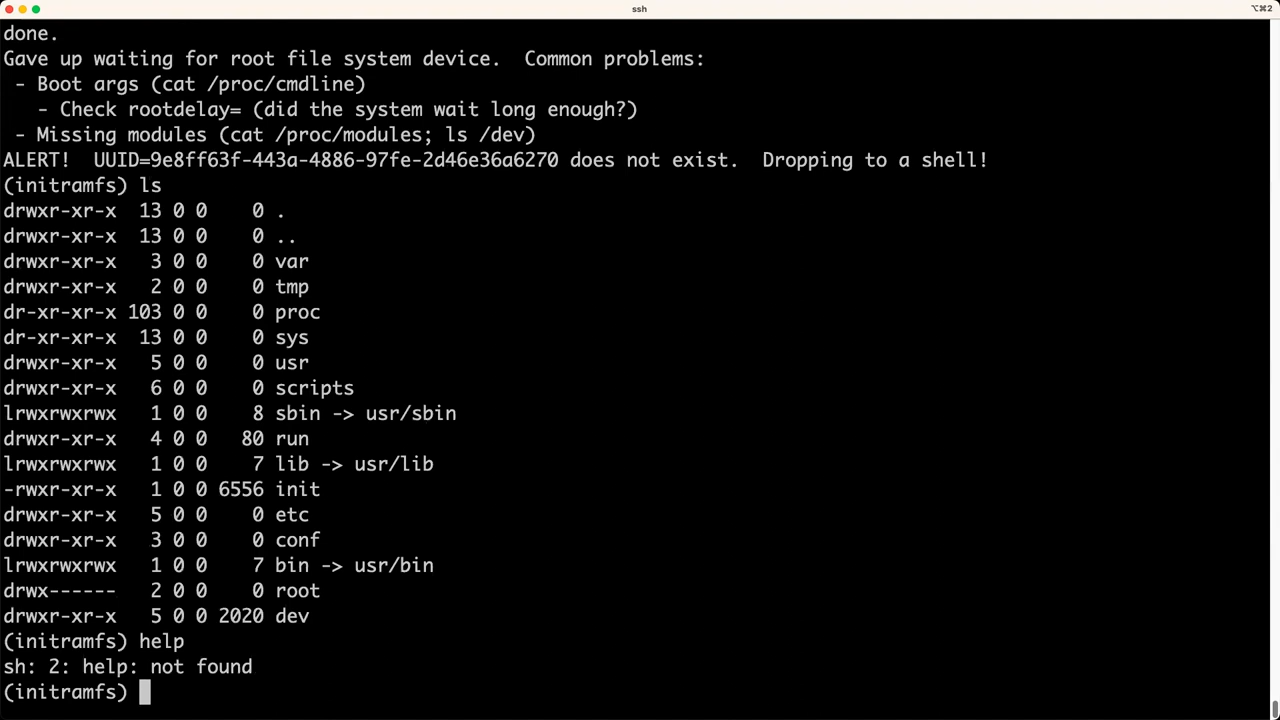 ssh
⌥⌘2
done.
Gave up waiting for root file system device.  Common problems:
 - Boot args (cat /proc/cmdline)
   - Check rootdelay= (did the system wait long enough?)
 - Missing modules (cat /proc/modules; ls /dev)
ALERT!  UUID=9e8ff63f-443a-4886-97fe-2d46e36a6270 does not exist.  Dropping to a shell!
(initramfs) ls
drwxr-xr-x  13 0 0    0 .
drwxr-xr-x  13 0 0    0 ..
drwxr-xr-x   3 0 0    0 var
drwxr-xr-x   2 0 0    0 tmp
dr-xr-xr-x 103 0 0    0 proc
dr-xr-xr-x  13 0 0    0 sys
drwxr-xr-x   5 0 0    0 usr
drwxr-xr-x   6 0 0    0 scripts
lrwxrwxrwx   1 0 0    8 sbin -> usr/sbin
drwxr-xr-x   4 0 0   80 run
lrwxrwxrwx   1 0 0    7 lib -> usr/lib
-rwxr-xr-x   1 0 0 6556 init
drwxr-xr-x   5 0 0    0 etc
drwxr-xr-x   3 0 0    0 conf
lrwxrwxrwx   1 0 0    7 bin -> usr/bin
drwx------   2 0 0    0 root
drwxr-xr-x   5 0 0 2020 dev
(initramfs) help
sh: 2: help: not found
(initramfs)